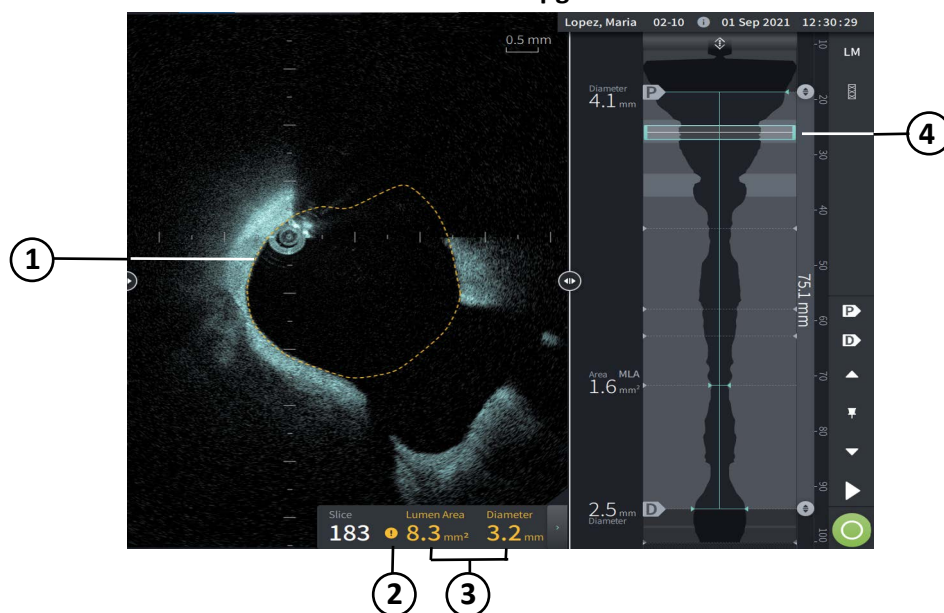 Lopez, Maria 02-10 i 01 Sep 2021 12:30:29
0.5 mm
LM
Diameter
4.1 mm
P
10
20
30
40
50
60
70
80
90
100
75.1 mm
P
D
Area MLA
1.6 mm²
2.5 mm
Diameter
D
Slice Lumen Area Diameter
183 ! 8.3 mm² 3.2 mm
1
2
3
4